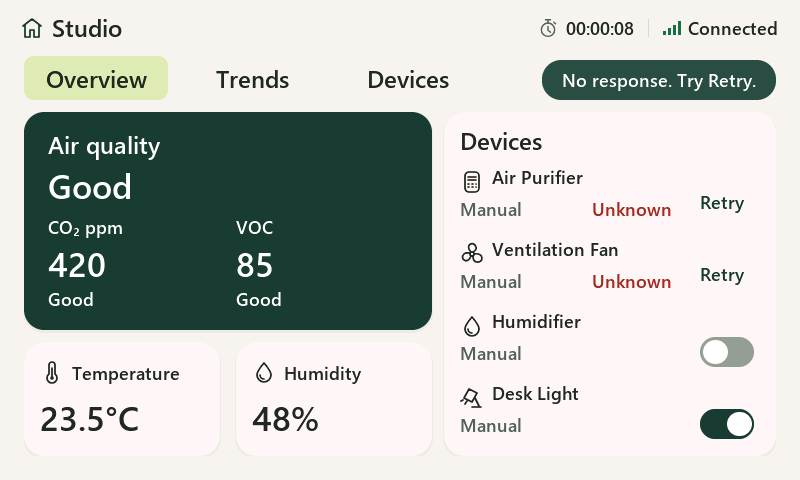 Studio
00:00:08
Connected
Overview
Trends
Devices
No response. Try Retry.
Air quality
Good
CO₂ ppm
VOC
420
85
Good
Good
Temperature
23.5°C
Humidity
48%
Devices
Air Purifier
Manual
Unknown
Retry
Ventilation Fan
Manual
Unknown
Retry
Humidifier
Manual
Desk Light
Manual